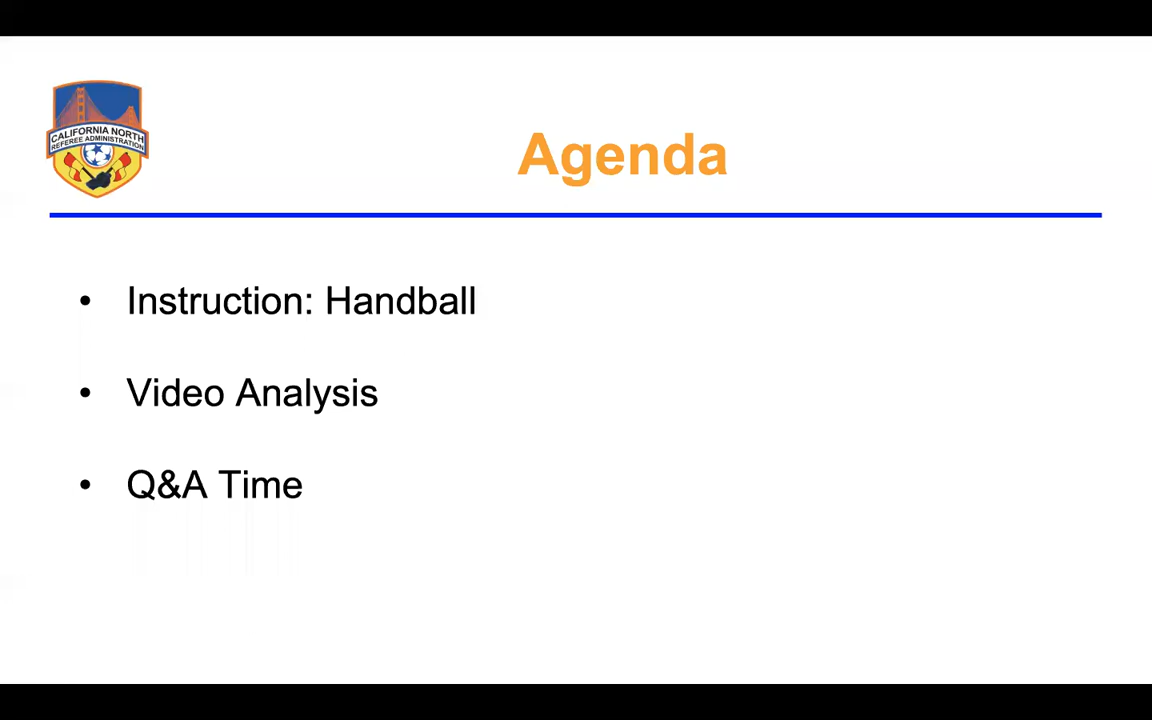 CALIFORNIA NORTH
REFEREE ADMINISTRATION
Agenda
• Instruction: Handball
• Video Analysis
• Q&A Time